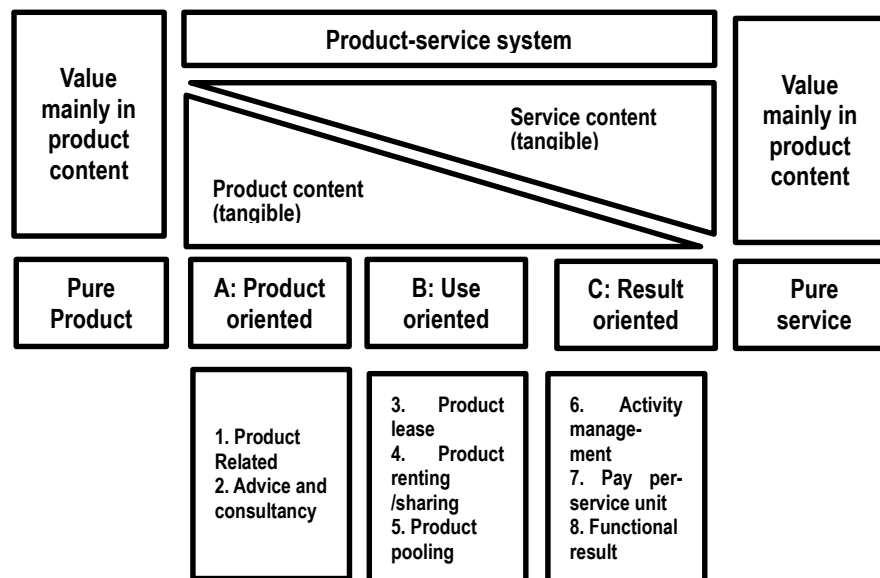 Product-service system
Value
mainly in
product
content
Service content
(tangible)
Product content
(tangible)
Value
mainly in
product
content
Pure
Product
A: Product
oriented
B: Use
oriented
C: Result
oriented
Pure
service
1. Product
Related
2. Advice and
consultancy
3. Product
lease
4. Product
renting
/sharing
5. Product
pooling
6. Activity
manage-
ment
7. Pay per-
service unit
8. Functional
result